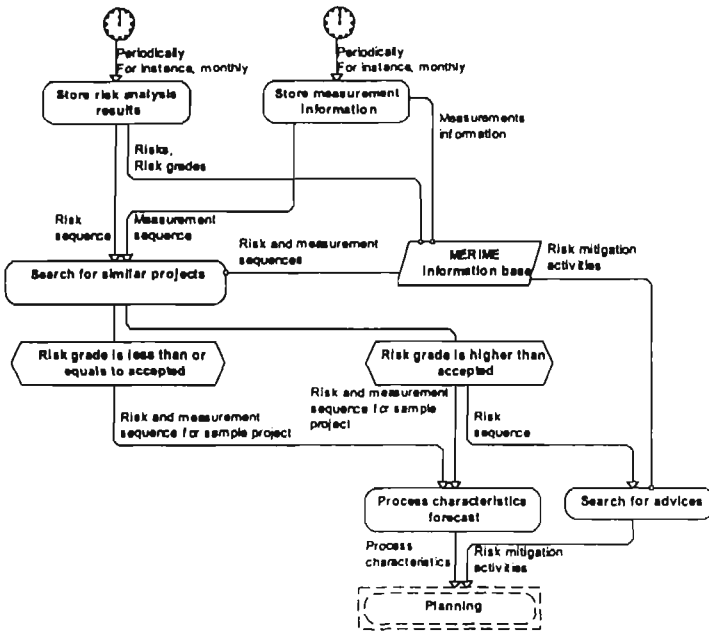 Periodically
For instance, monthly
Periodically
For instance, monthly
Store risk analysis
results
Store measurement
information
Measurements
information
Risks,
Risk grades
Risk
sequence
Measurement
sequence
Risk and measurement
sequences
MERIME
Information base
Risk mitigation
activities
Search for similar projects
Risk grade is less than or
equals to accepted
Risk grade is higher than
accepted
Risk and measurement
sequence for sample project
Risk and measurement
sequence for sample
project
Risk
sequence
Process characteristics
forecast
Search for advices
Process
characteristics
Risk mitigation
activities
Planning